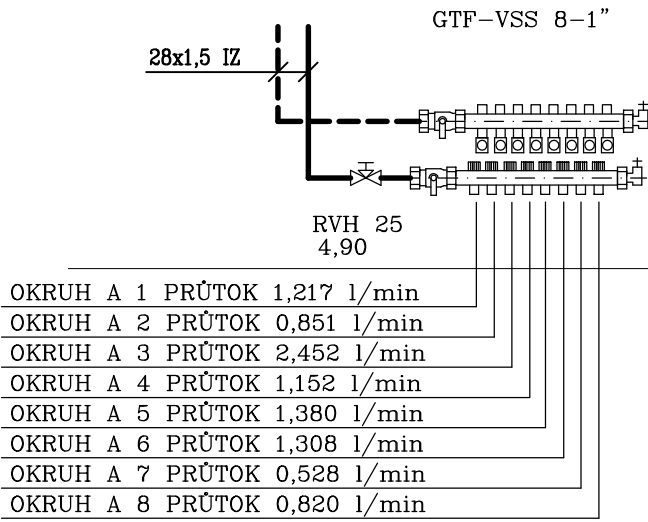 GTF-VSS 8-1"
28x1,5 IZ
RVH 25
4,90
OKRUH A 1 PRŮTOK 1,217 l/min
OKRUH A 2 PRŮTOK 0,851 l/min
OKRUH A 3 PRŮTOK 2,452 l/min
OKRUH A 4 PRŮTOK 1,152 l/min
OKRUH A 5 PRŮTOK 1,380 l/min
OKRUH A 6 PRŮTOK 1,308 l/min
OKRUH A 7 PRŮTOK 0,528 l/min
OKRUH A 8 PRŮTOK 0,820 l/min